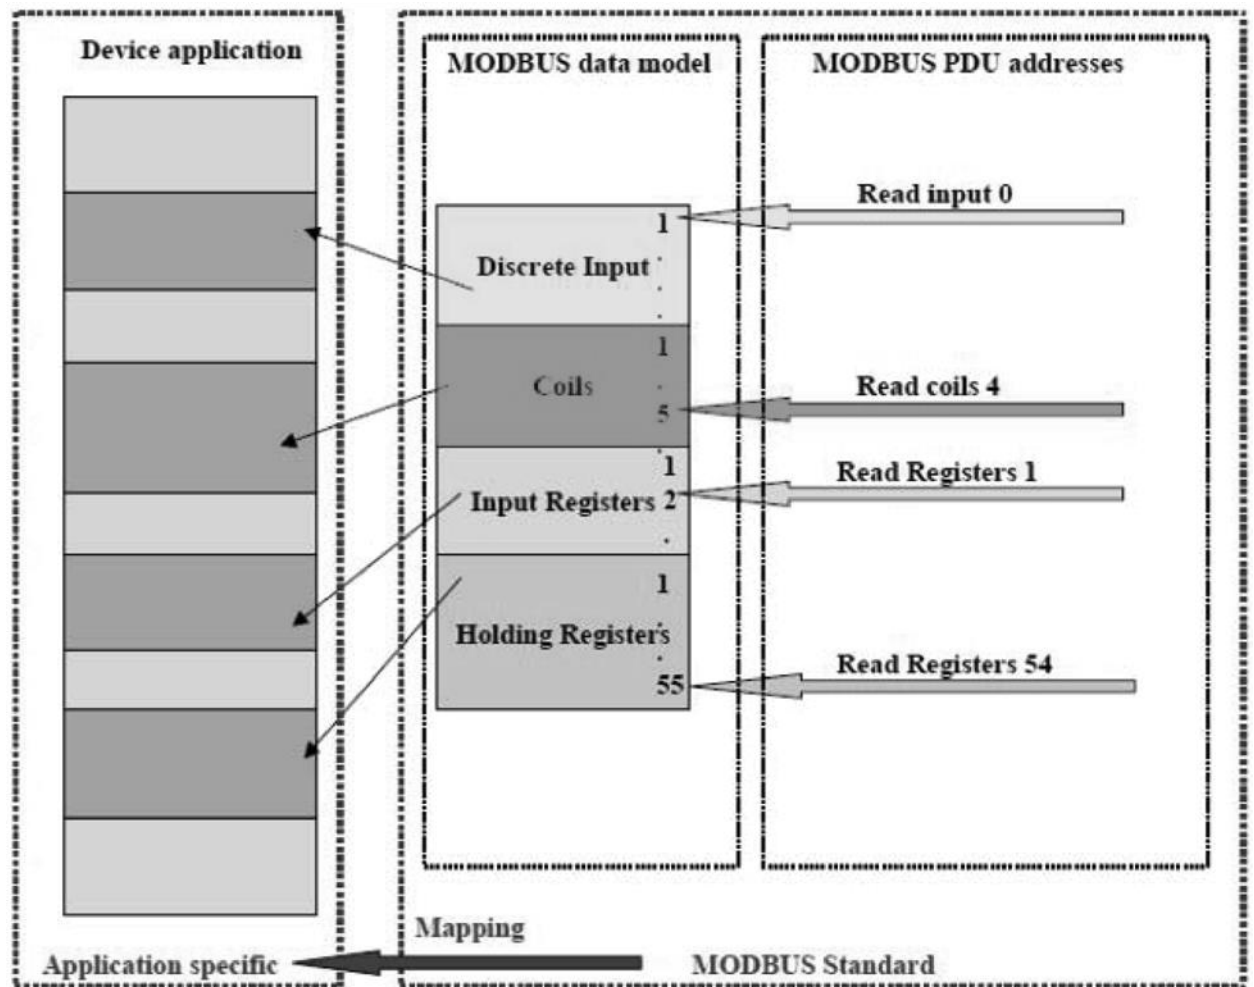 Device application
MODBUS data model
MODBUS PDU addresses
Read input 0
1
Discrete Input
1
Coils
Read coils 4
5
1
Read Registers 1
Input Registers 2
1
Holding Registers
Read Registers 54
55
Mapping
Application specific
MODBUS Standard